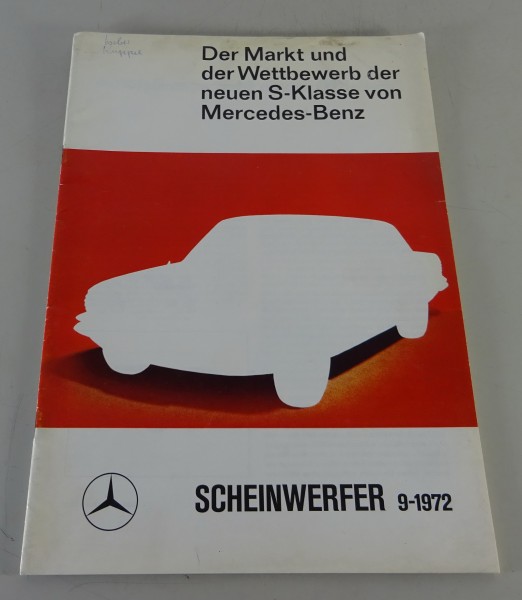 Der Markt und
der Wettbewerb der
neuen S-Klasse von
Mercedes-Benz
SCHEINWERFER 9-1972